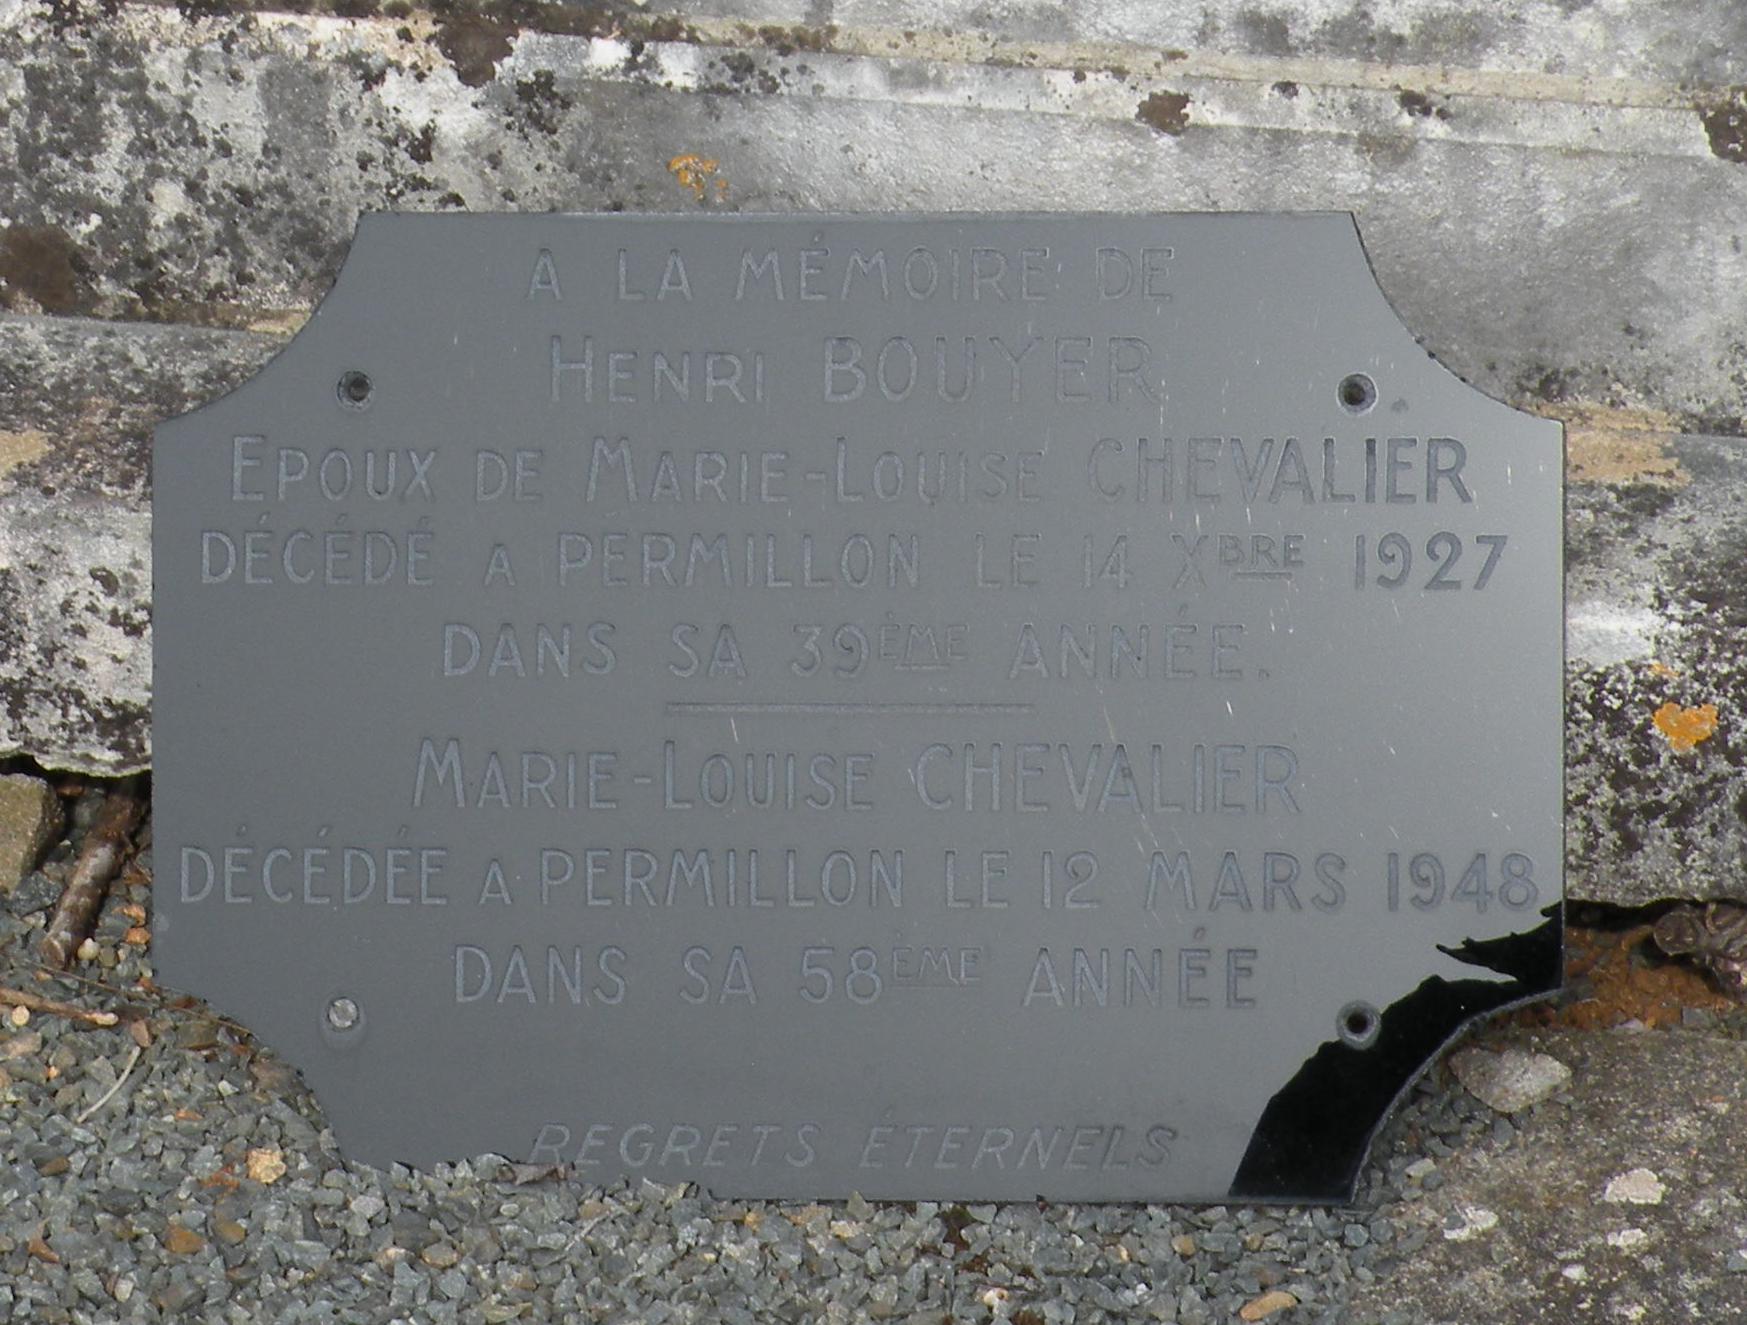 A LA MÉMOIRE DE
HENRI BOUYER
EPOUX DE MARIE-LOUISE CHEVALIER
DÉCÉDÉ A PERMILLON LE 14 XBRE 1927
DANS SA 39ÈME ANNÉE.
MARIE-LOUISE CHEVALIER
DÉCÉDÉE A PERMILLON LE 12 MARS 1948
DANS SA 58ÈME ANNÉE
REGRETS ÉTERNELS